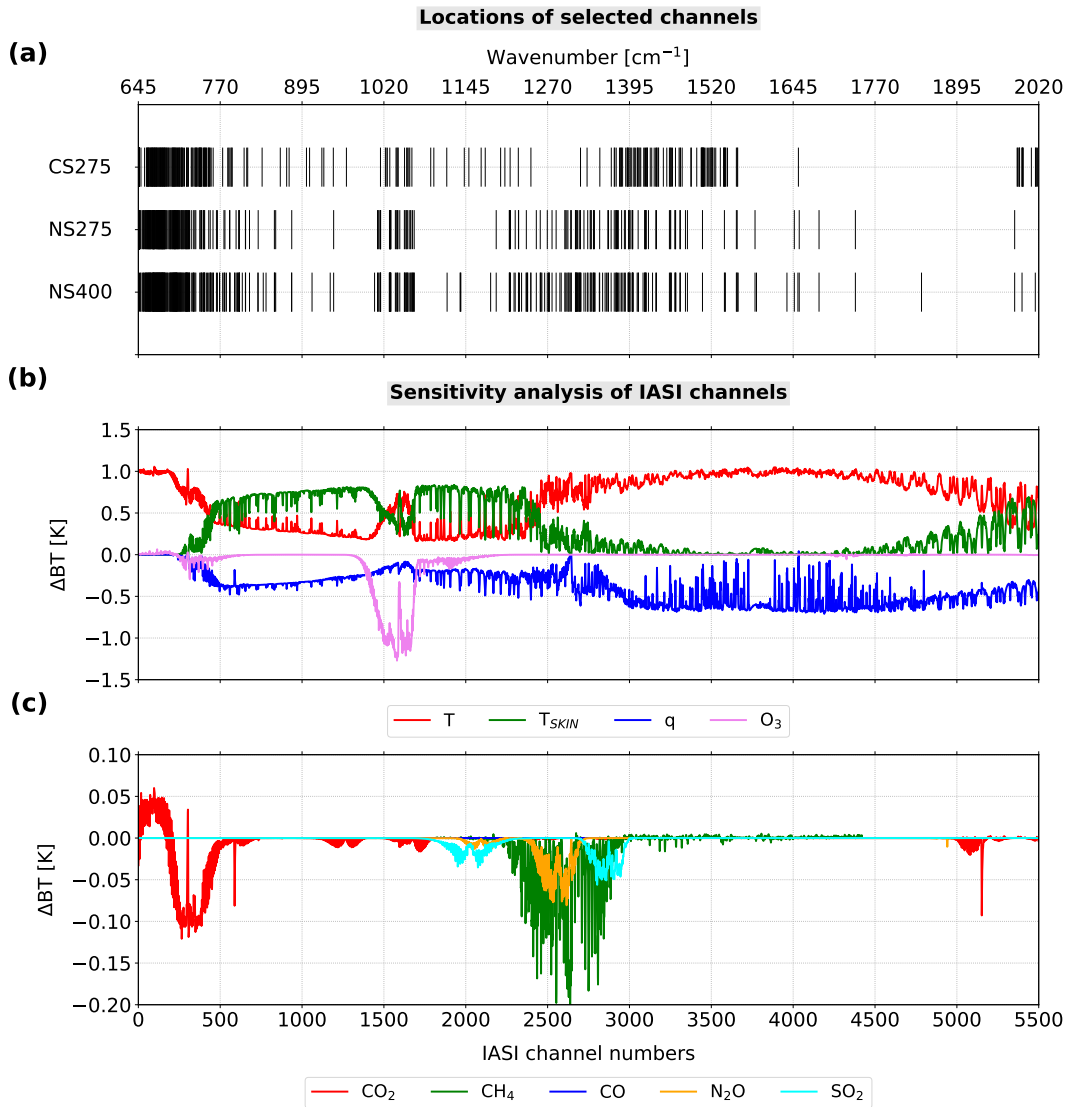 Locations of selected channels
(a)
Wavenumber [cm⁻¹]
645 770 895 1020 1145 1270 1395 1520 1645 1770 1895 2020
CS275
NS275
NS400
(b)
Sensitivity analysis of IASI channels
1.5
1.0
0.5
0.0
−0.5
−1.0
−1.5
ΔBT [K]
(c)
T T_SKIN q O₃
0.10
0.05
0.00
−0.05
−0.10
−0.15
−0.20
ΔBT [K]
0 500 1000 1500 2000 2500 3000 3500 4000 4500 5000 5500
IASI channel numbers
CO₂ CH₄ CO N₂O SO₂